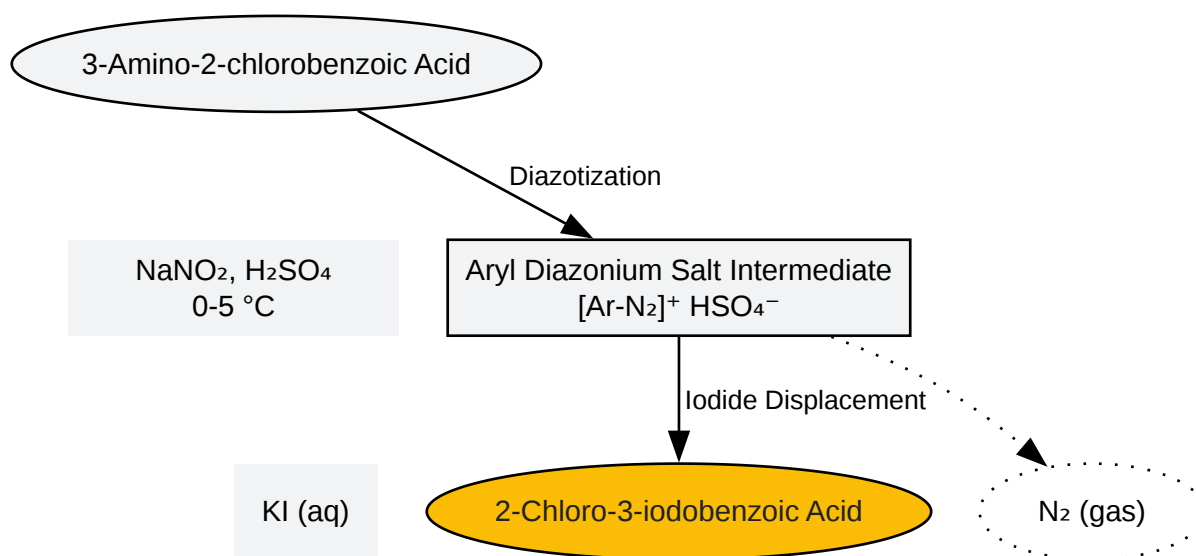 3-Amino-2-chlorobenzoic Acid
Diazotization
NaNO₂, H₂SO₄
0-5 °C
Aryl Diazonium Salt Intermediate
[Ar-N₂]⁺ HSO₄⁻
Iodide Displacement
KI (aq)
2-Chloro-3-iodobenzoic Acid
N₂ (gas)